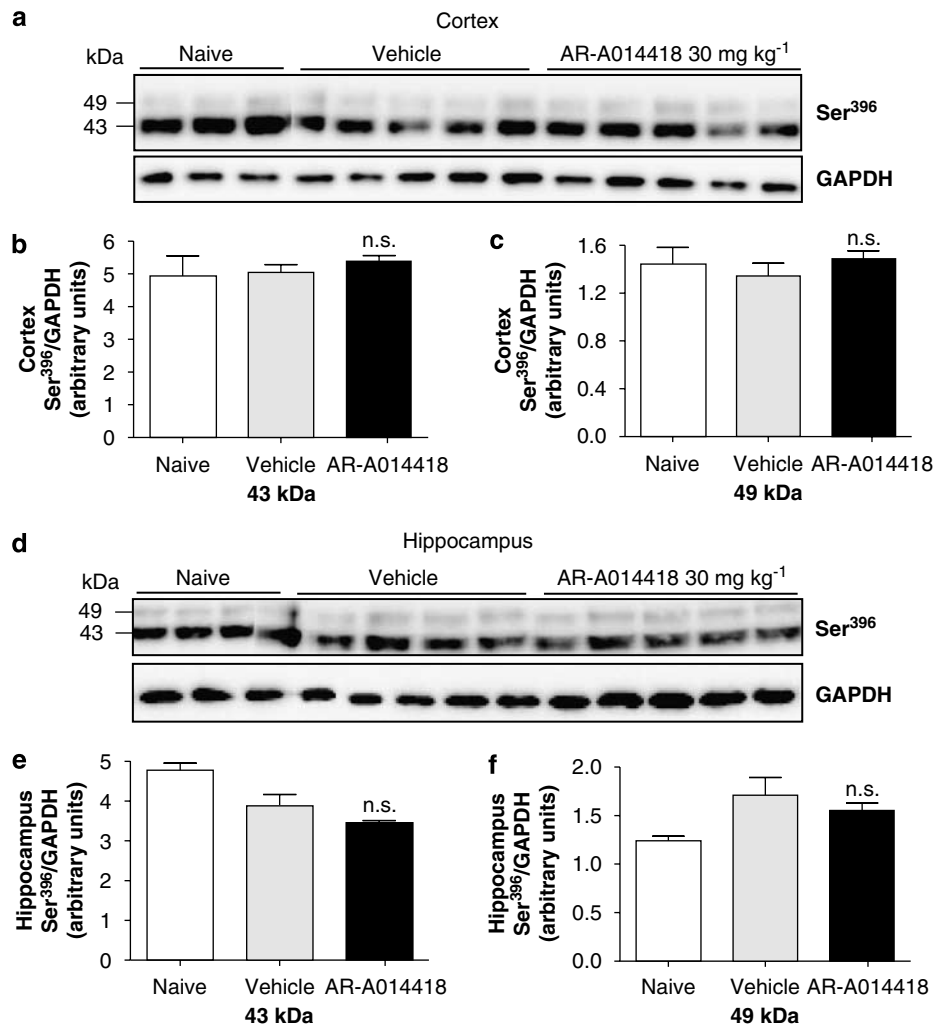 a
Cortex
kDa Naive Vehicle AR-A014418 30 mg kg⁻¹
49
43
Ser³⁹⁶
GAPDH
b
Cortex
Ser³⁹⁶/GAPDH
(arbitrary units)
6
5
4
3
2
1
0
n.s.
Naive Vehicle AR-A014418
43 kDa
c
Cortex
Ser³⁹⁶/GAPDH
(arbitrary units)
1.6
1.2
0.8
0.4
0.0
n.s.
Naive Vehicle AR-A014418
49 kDa
d
Hippocampus
kDa Naive Vehicle AR-A014418 30 mg kg⁻¹
49
43
Ser³⁹⁶
GAPDH
e
Hippocampus
Ser³⁹⁶/GAPDH
(arbitrary units)
5
4
3
2
1
0
n.s.
Naive Vehicle AR-A014418
43 kDa
f
Hippocampus
Ser³⁹⁶/GAPDH
(arbitrary units)
2.0
1.5
1.0
0.5
0.0
n.s.
Naive Vehicle AR-A014418
49 kDa